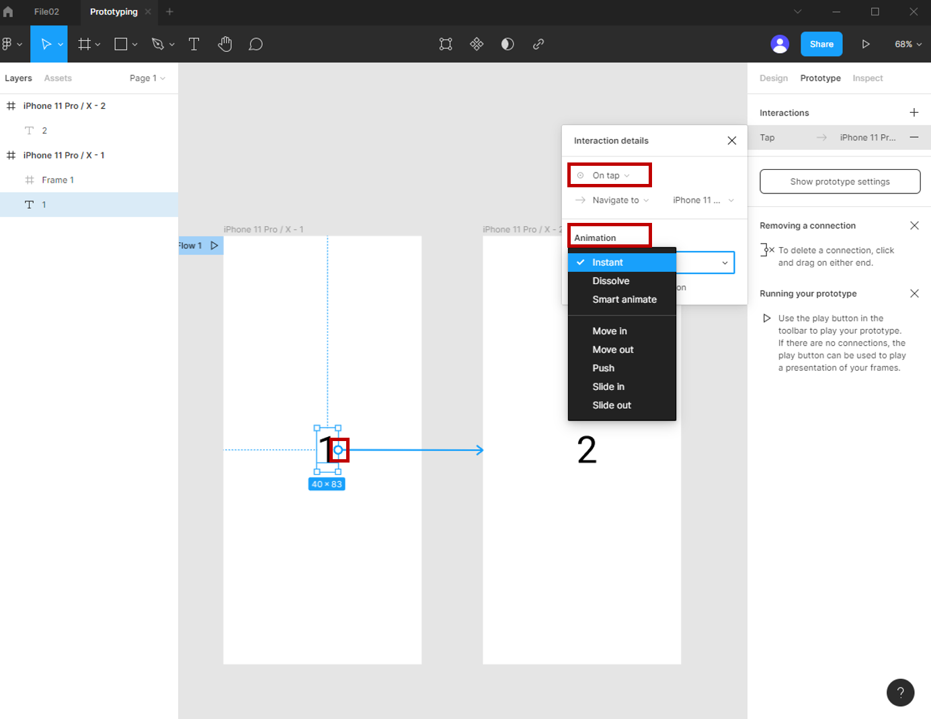 File02
Prototyping
Share
68%
Layers
Assets
Page 1
Design
Prototype
Inspect
iPhone 11 Pro / X - 2
2
iPhone 11 Pro / X - 1
Frame 1
1
Interactions
Tap
iPhone 11 Pr...
Show prototype settings
Removing a connection
To delete a connection, click
and drag on either end.
Running your prototype
Use the play button in the
toolbar to play your prototype.
If there are no connections, the
play button can be used to play
a presentation of your frames.
Interaction details
On tap
Navigate to
iPhone 11 ...
Animation
Instant
Dissolve
Smart animate
Move in
Move out
Push
Slide in
Slide out
iPhone 11 Pro / X - 1
Flow 1
1
40 × 83
2
?